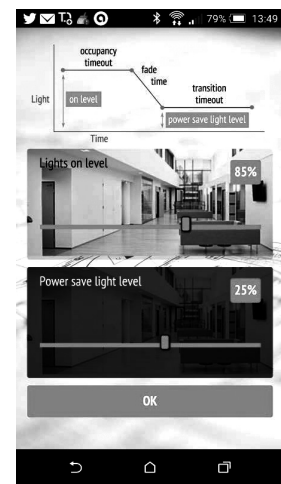 79% 13:49
occupancy
timeout
fade
time
transition
timeout
Light
on level
power save light level
Time
Lights on level
85%
Power save light level
25%
OK